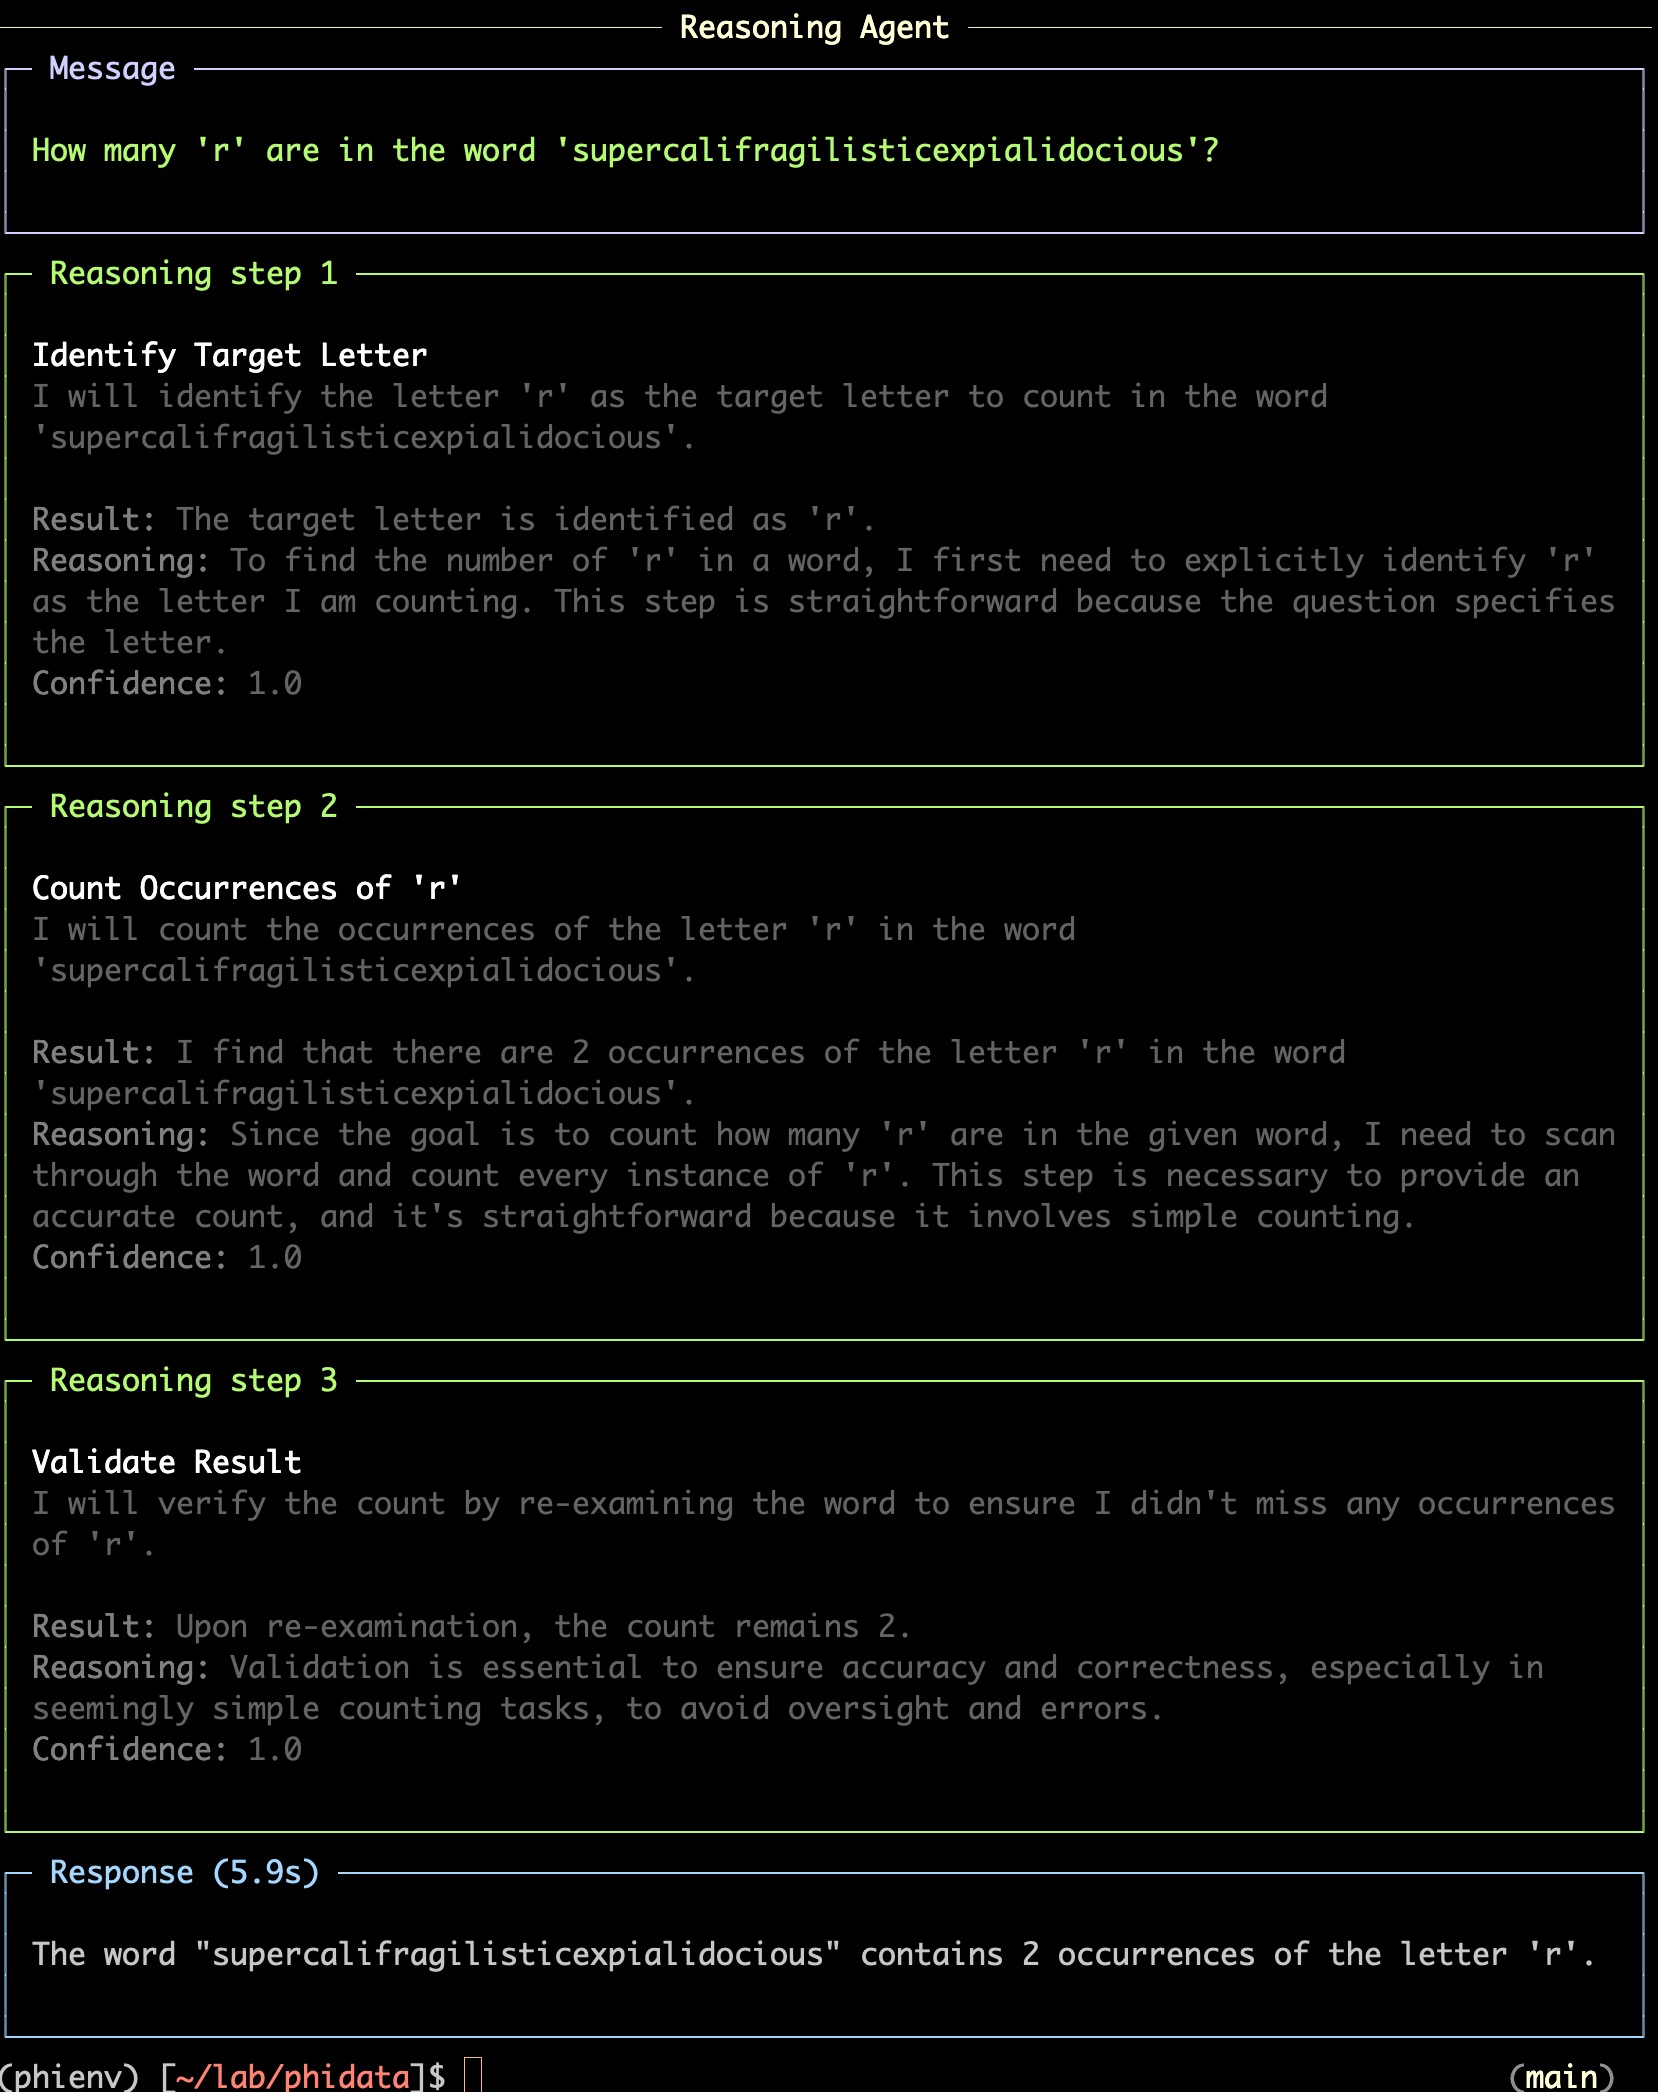 Reasoning Agent
Message
How many 'r' are in the word 'supercalifragilisticexpialidocious'?
Reasoning step 1
Identify Target Letter
I will identify the letter 'r' as the target letter to count in the word
'supercalifragilisticexpialidocious'.
Result: The target letter is identified as 'r'.
Reasoning: To find the number of 'r' in a word, I first need to explicitly identify 'r'
as the letter I am counting. This step is straightforward because the question specifies
the letter.
Confidence: 1.0
Reasoning step 2
Count Occurrences of 'r'
I will count the occurrences of the letter 'r' in the word
'supercalifragilisticexpialidocious'.
Result: I find that there are 2 occurrences of the letter 'r' in the word
'supercalifragilisticexpialidocious'.
Reasoning: Since the goal is to count how many 'r' are in the given word, I need to scan
through the word and count every instance of 'r'. This step is necessary to provide an
accurate count, and it's straightforward because it involves simple counting.
Confidence: 1.0
Reasoning step 3
Validate Result
I will verify the count by re-examining the word to ensure I didn't miss any occurrences
of 'r'.
Result: Upon re-examination, the count remains 2.
Reasoning: Validation is essential to ensure accuracy and correctness, especially in
seemingly simple counting tasks, to avoid oversight and errors.
Confidence: 1.0
Response (5.9s)
The word "supercalifragilisticexpialidocious" contains 2 occurrences of the letter 'r'.
(phienv) [~/lab/phidata]$ (main)